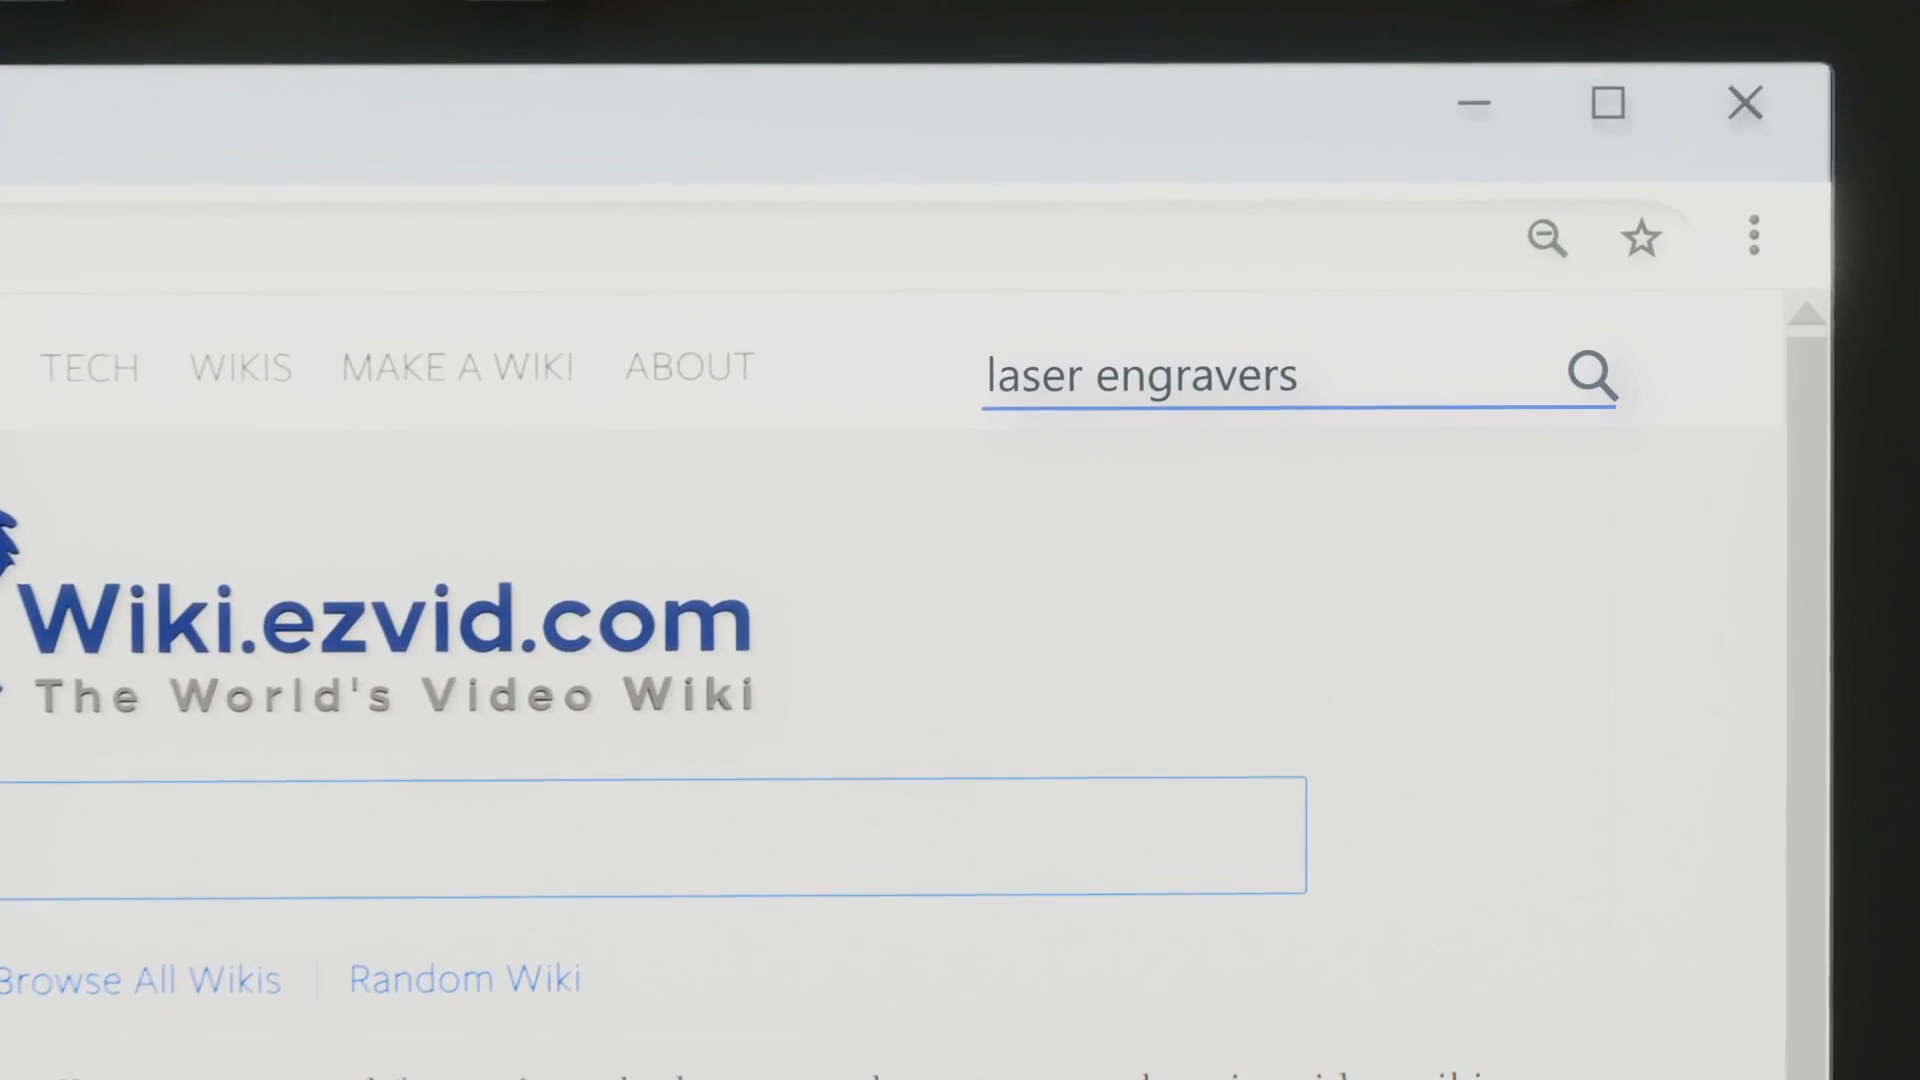 TECH WIKIS MAKE A WIKI ABOUT
laser engravers
Wiki.ezvid.com
The World's Video Wiki
Browse All Wikis
Random Wiki